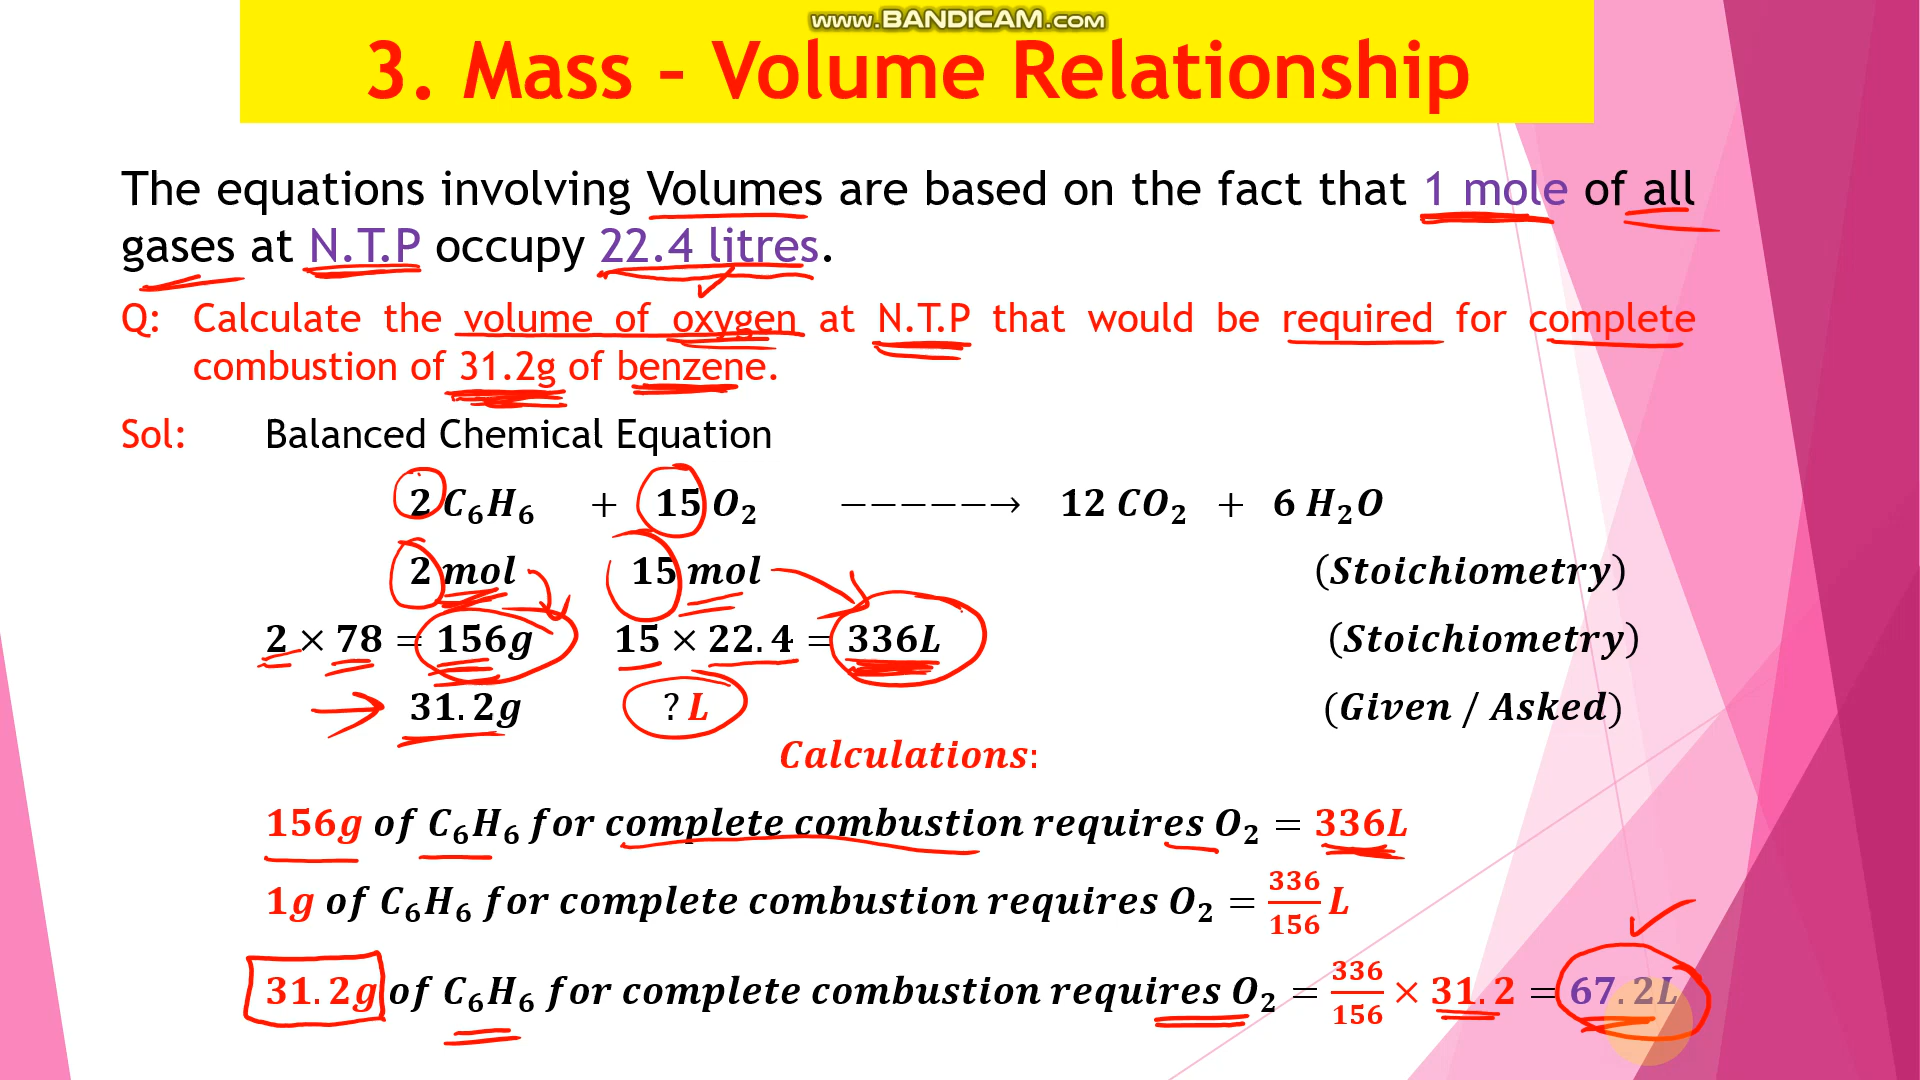 www.BANDICAM.com
3. Mass – Volume Relationship
The equations involving Volumes are based on the fact that 1 mole of all
gases at N.T.P occupy 22.4 litres.
Q: Calculate the volume of oxygen at N.T.P that would be required for complete
combustion of 31.2g of benzene.
Sol: Balanced Chemical Equation
2 C₆H₆ + 15 O₂ ------→ 12 CO₂ + 6 H₂O
2 mol 15 mol (Stoichiometry)
2 × 78 = 156g 15 × 22.4 = 336L (Stoichiometry)
31.2g ? L (Given / Asked)
Calculations:
156g of C₆H₆ for complete combustion requires O₂ = 336L
1g of C₆H₆ for complete combustion requires O₂ = 336/156 L
31.2g of C₆H₆ for complete combustion requires O₂ = 336/156 × 31.2 = 67.2L